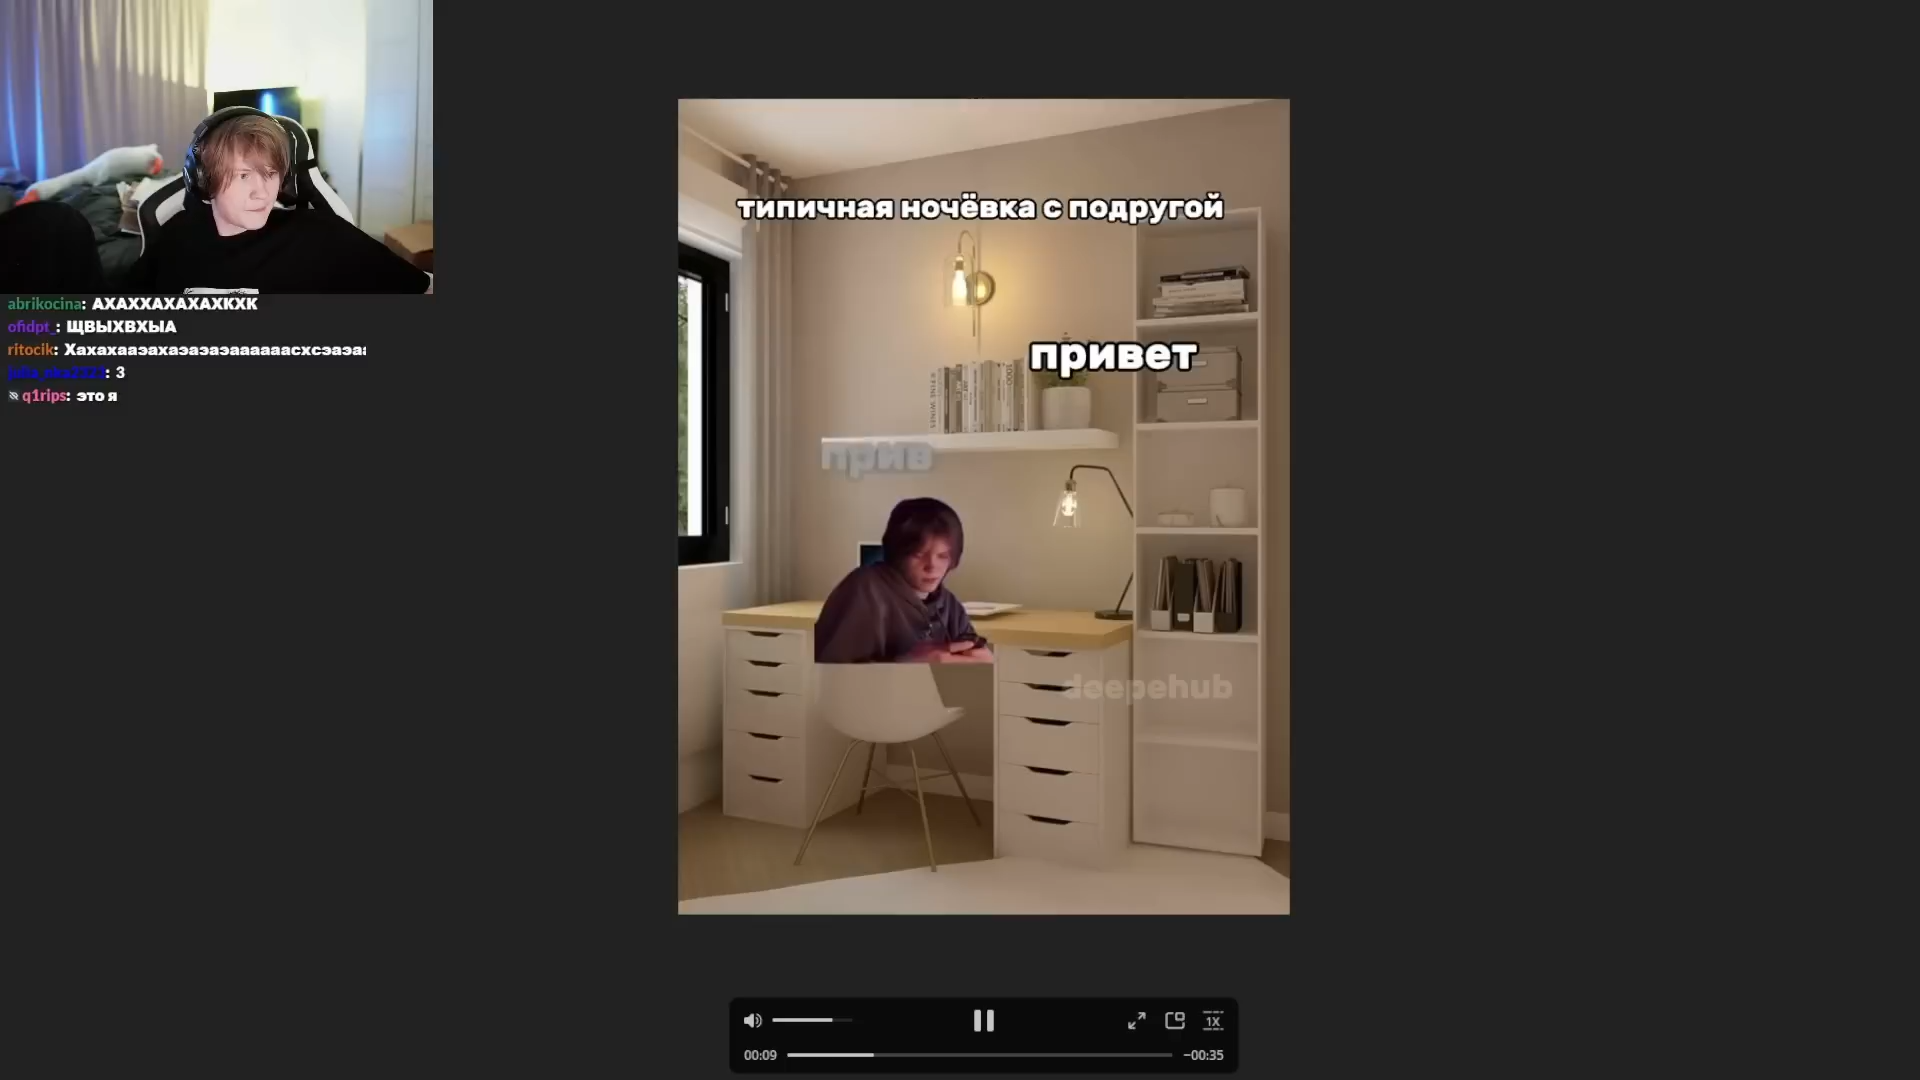 abrikocina: АХАХХАХАХАХКХК
ofidpt_: ЩВЫХВХЫА
ritocik: 
: 3
q1rips: это я
типичная ночёвка с подругой
привет
прив
deepehub
1X
00:09
−00:35